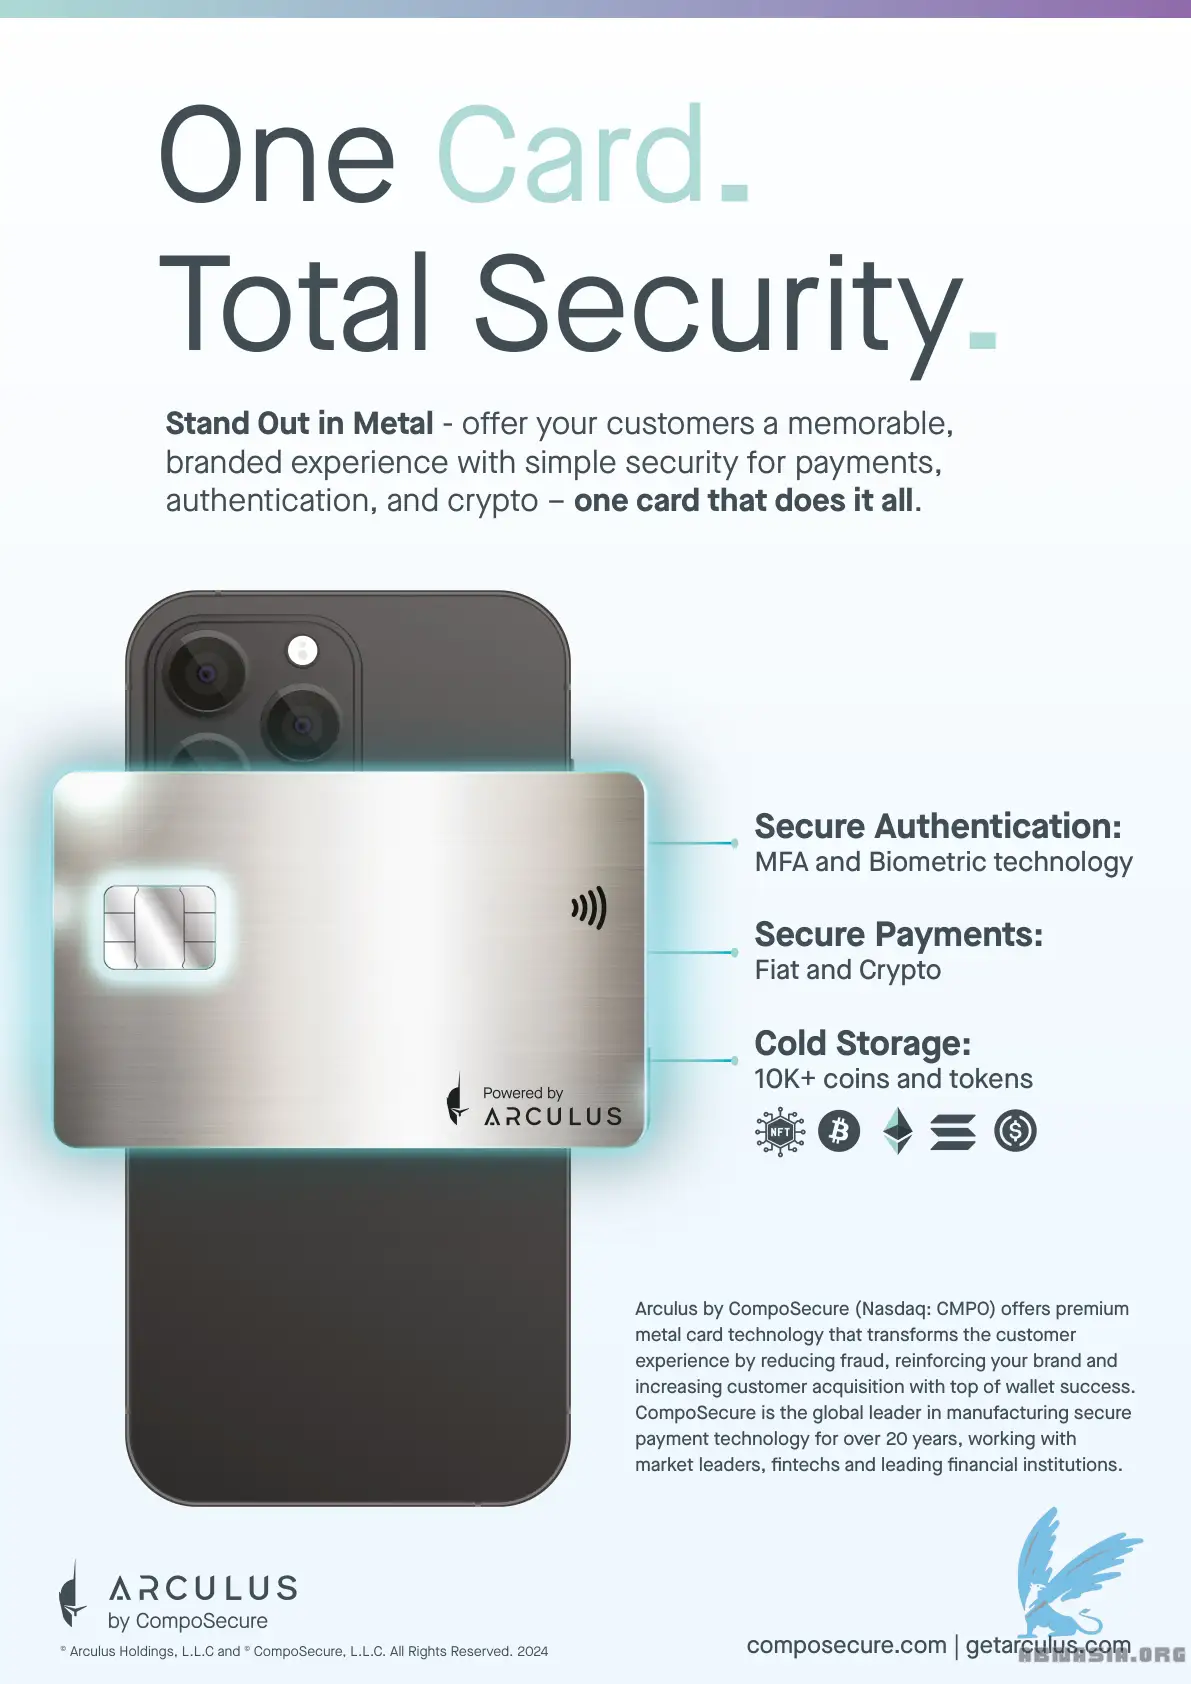 One Card.
Total Security.
Stand Out in Metal - offer your customers a memorable,
branded experience with simple security for payments,
authentication, and crypto – one card that does it all.
Secure Authentication:
MFA and Biometric technology
Secure Payments:
Fiat and Crypto
Cold Storage:
10K+ coins and tokens
NFT
Powered by
ARCULUS
Arculus by CompoSecure (Nasdaq: CMPO) offers premium
metal card technology that transforms the customer
experience by reducing fraud, reinforcing your brand and
increasing customer acquisition with top of wallet success.
CompoSecure is the global leader in manufacturing secure
payment technology for over 20 years, working with
market leaders, fintechs and leading financial institutions.
ARCULUS
by CompoSecure
© Arculus Holdings, L.L.C and © CompoSecure, L.L.C. All Rights Reserved. 2024
composecure.com | getarculus.com